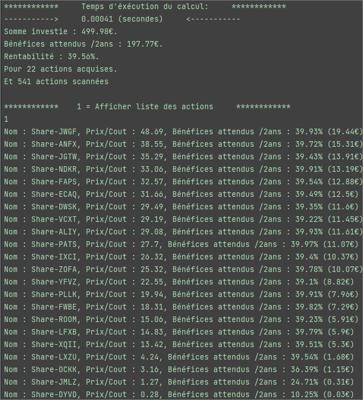 ************     Temps d'éxécution du calcul:     ************
----------->      0.00041 (secondes)     <-----------
Somme investie : 499.98€.
Bénéfices attendus /2ans : 197.77€.
Rentabilité : 39.56%.
Pour 22 actions acquises.
Et 541 actions scannées
************    1 = Afficher liste des actions     ************
1
Nom : Share-JWGF, Prix/Cout : 48.69, Bénéfices attendus /2ans : 39.93% (19.44€)
Nom : Share-ANFX, Prix/Cout : 38.55, Bénéfices attendus /2ans : 39.72% (15.31€)
Nom : Share-JGTW, Prix/Cout : 35.29, Bénéfices attendus /2ans : 39.43% (13.91€)
Nom : Share-NDKR, Prix/Cout : 33.06, Bénéfices attendus /2ans : 39.91% (13.19€)
Nom : Share-FAPS, Prix/Cout : 32.57, Bénéfices attendus /2ans : 39.54% (12.88€)
Nom : Share-ECAQ, Prix/Cout : 31.66, Bénéfices attendus /2ans : 39.49% (12.5€)
Nom : Share-DWSK, Prix/Cout : 29.49, Bénéfices attendus /2ans : 39.35% (11.6€)
Nom : Share-VCXT, Prix/Cout : 29.19, Bénéfices attendus /2ans : 39.22% (11.45€)
Nom : Share-ALIY, Prix/Cout : 29.08, Bénéfices attendus /2ans : 39.93% (11.61€)
Nom : Share-PATS, Prix/Cout : 27.7, Bénéfices attendus /2ans : 39.97% (11.07€)
Nom : Share-IXCI, Prix/Cout : 26.32, Bénéfices attendus /2ans : 39.4% (10.37€)
Nom : Share-ZOFA, Prix/Cout : 25.32, Bénéfices attendus /2ans : 39.78% (10.07€)
Nom : Share-YFVZ, Prix/Cout : 22.55, Bénéfices attendus /2ans : 39.1% (8.82€)
Nom : Share-PLLK, Prix/Cout : 19.94, Bénéfices attendus /2ans : 39.91% (7.96€)
Nom : Share-FWBE, Prix/Cout : 18.31, Bénéfices attendus /2ans : 39.82% (7.29€)
Nom : Share-ROOM, Prix/Cout : 15.06, Bénéfices attendus /2ans : 39.23% (5.91€)
Nom : Share-LFXB, Prix/Cout : 14.83, Bénéfices attendus /2ans : 39.79% (5.9€)
Nom : Share-XQII, Prix/Cout : 13.42, Bénéfices attendus /2ans : 39.51% (5.3€)
Nom : Share-LXZU, Prix/Cout : 4.24, Bénéfices attendus /2ans : 39.54% (1.68€)
Nom : Share-OCKK, Prix/Cout : 3.16, Bénéfices attendus /2ans : 36.39% (1.15€)
Nom : Share-JMLZ, Prix/Cout : 1.27, Bénéfices attendus /2ans : 24.71% (0.31€)
Nom : Share-DYVD, Prix/Cout : 0.28, Bénéfices attendus /2ans : 10.25% (0.03€)